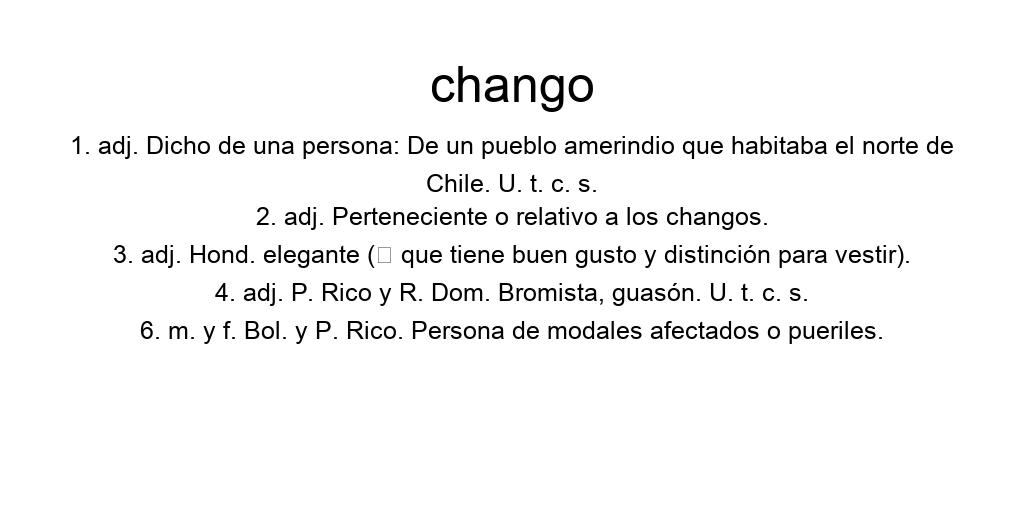 chango
1. adj. Dicho de una persona: De un pueblo amerindio que habitaba el norte de
Chile. U. t. c. s.
2. adj. Perteneciente o relativo a los changos.
3. adj. Hond. elegante (□ que tiene buen gusto y distinción para vestir).
4. adj. P. Rico y R. Dom. Bromista, guasón. U. t. c. s.
6. m. y f. Bol. y P. Rico. Persona de modales afectados o pueriles.